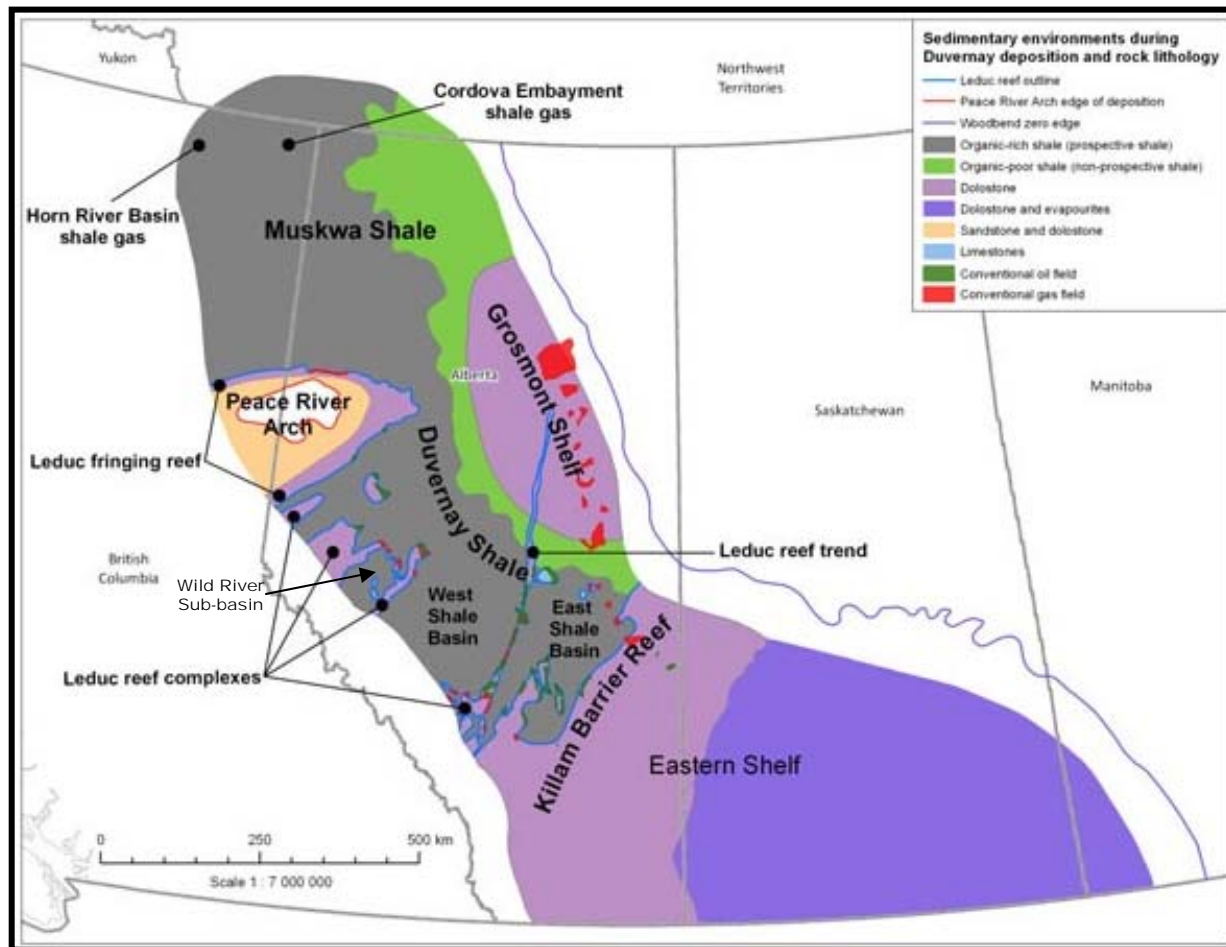 Yukon
Northwest
Territories
Sedimentary environments during
Duvernay deposition and rock lithology
Leduc reef outline
Peace River Arch edge of deposition
Woodbend zero edge
Organic-rich shale (prospective shale)
Organic-poor shale (non-prospective shale)
Dolostone
Dolostone and evapourites
Sandstone and dolostone
Limestones
Conventional oil field
Conventional gas field
Cordova Embayment
shale gas
Horn River Basin
shale gas
Muskwa Shale
Grosmont Shelf
Alberta
Saskatchewan
Manitoba
Peace River
Arch
Leduc fringing reef
Duvernay Shale
Leduc reef trend
British
Columbia
Wild River
Sub-basin
West
Shale
Basin
East
Shale
Basin
Leduc reef complexes
Killam Barrier Reef
Eastern Shelf
0 250 500 km
Scale 1 : 7 000 000